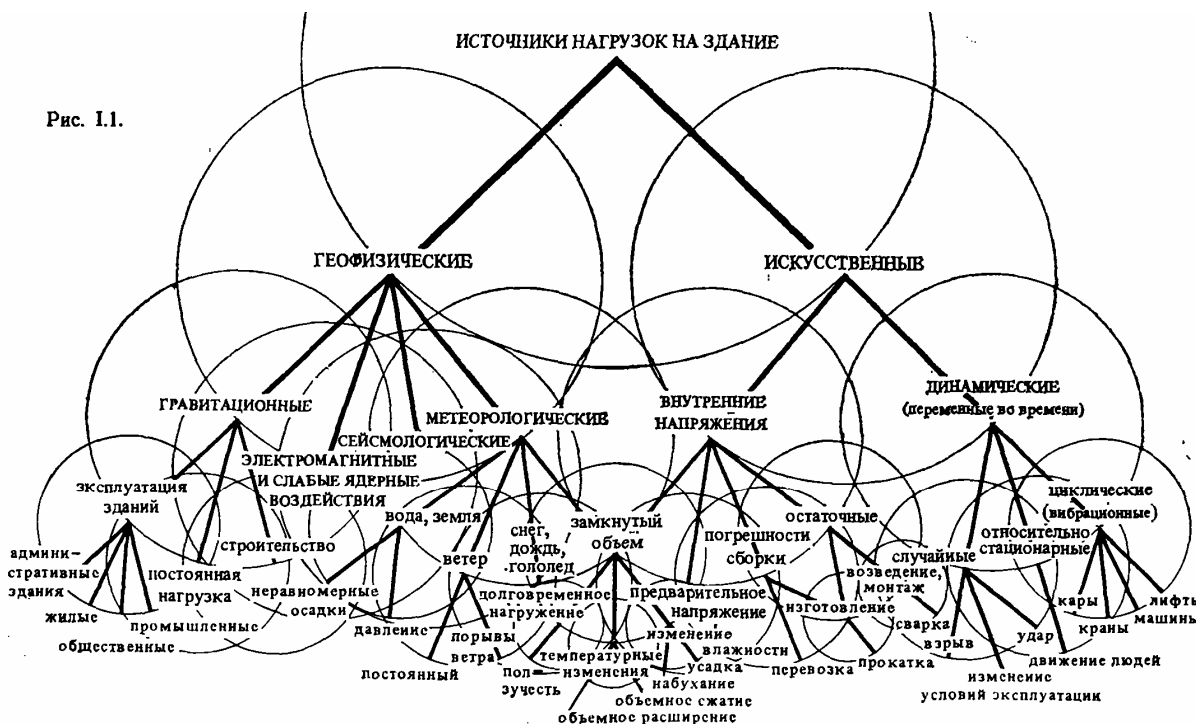 ИСТОЧНИКИ НАГРУЗОК НА ЗДАНИЕ
Рис. I.1.
ГЕОФИЗИЧЕСКИЕ
ИСКУССТВЕННЫЕ
ГРАВИТАЦИОННЫЕ
МЕТЕОРОЛОГИЧЕСКИЕ
СЕЙСМОЛОГИЧЕСКИЕ
ЭЛЕКТРОМАГНИТНЫЕ
И СЛАБЫЕ ЯДЕРНЫЕ
ВОЗДЕЙСТВИЯ
ВНУТРЕННИЕ
НАПРЯЖЕНИЯ
ДИНАМИЧЕСКИЕ
(переменные во времени)
эксплуатация
зданий
админи-
стративные
здания
жилые
общественные
промышленные
постоянная
нагрузка
строительство
неравномерные
осадки
вода, земля
давление
ветер
постоянный
порывы
ветра
снег,
дождь,
гололед
замкнутый
объем
долговременное
нагружение
пол-
зучесть
температурные
изменения
объемное расширение
объемное сжатие
набухание
усадка
изменение
влажности
предварительное
напряжение
погрешности
сборки
остаточные
изготовление
перевозка
прокатка
сварка
возведение,
монтаж
случайные
взрыв
изменение
условий эксплуатации
удар
относительно
стационарные
движение людей
циклические
(вибрационные)
кары
краны
машины
лифты